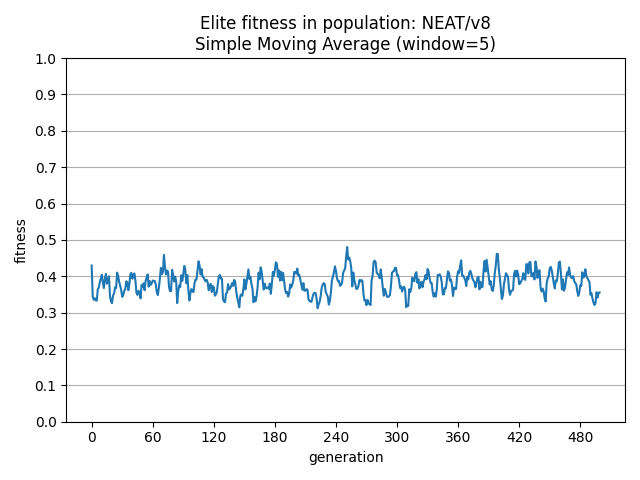 Elite fitness in population: NEAT/v8
Simple Moving Average (window=5)
1.0
0.9
0.8
0.7
0.6
0.5
0.4
0.3
0.2
0.1
0.0
fitness
0 60 120 180 240 300 360 420 480
generation